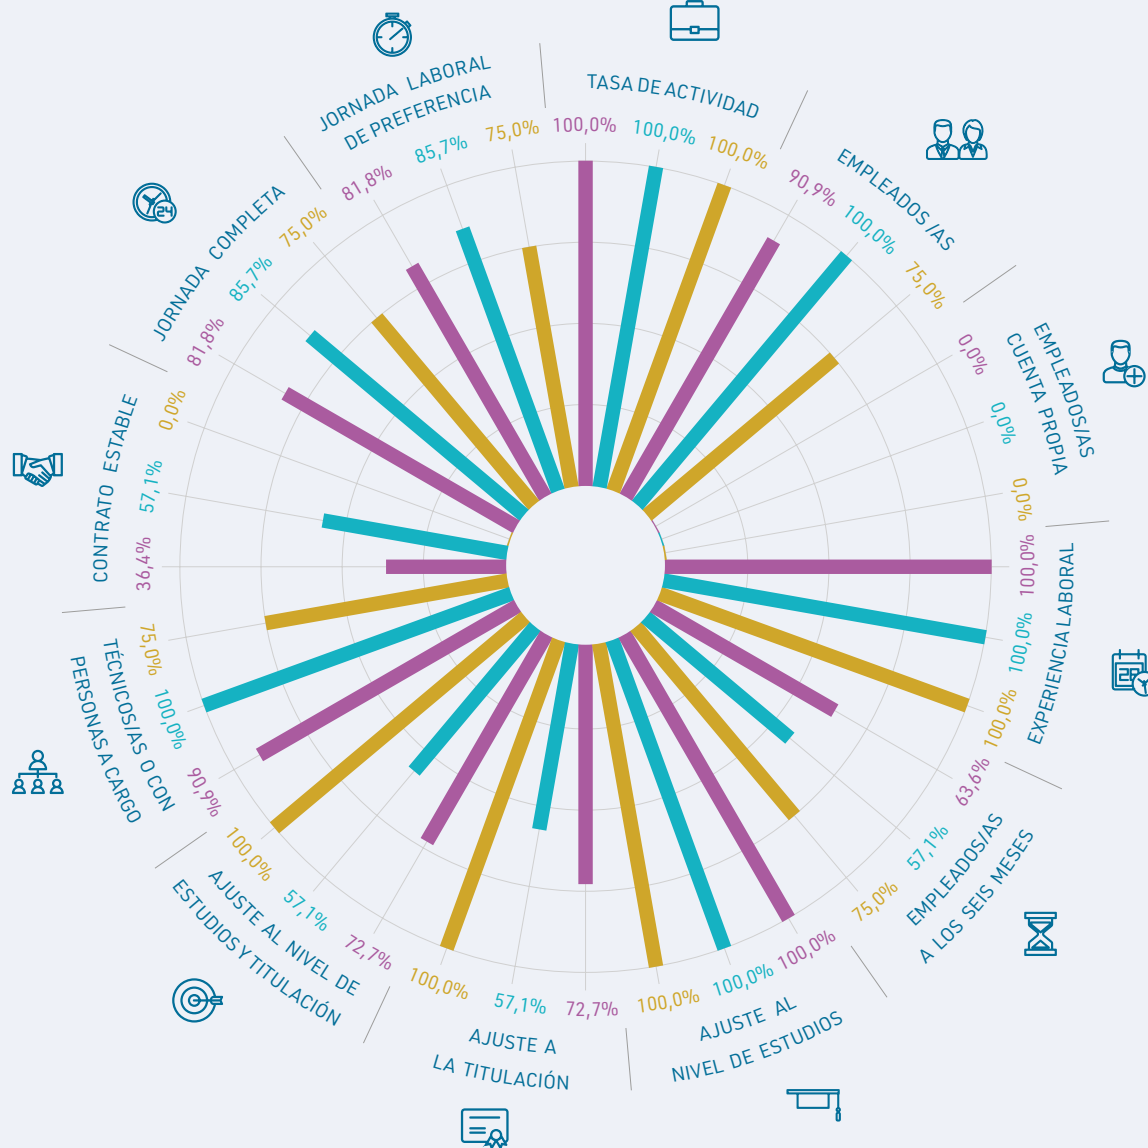 TASA DE ACTIVIDAD
100,0%
100,0%
100,0%
EMPLEADOS/AS
90,9%
100,0%
75,0%
EMPLEADOS/AS
CUENTA PROPIA
0,0%
0,0%
0,0%
EXPERIENCIA LABORAL
100,0%
100,0%
100,0%
EMPLEADOS/AS
A LOS SEIS MESES
63,6%
57,1%
75,0%
AJUSTE AL
NIVEL DE ESTUDIOS
100,0%
100,0%
100,0%
AJUSTE A
LA TITULACIÓN
72,7%
57,1%
100,0%
AJUSTE AL NIVEL DE
ESTUDIOS Y TITULACIÓN
72,7%
57,1%
100,0%
TÉCNICOS/AS O CON
PERSONAS A CARGO
90,9%
100,0%
75,0%
CONTRATO ESTABLE
36,4%
57,1%
0,0%
JORNADA COMPLETA
81,8%
85,7%
75,0%
JORNADA LABORAL
DE PREFERENCIA
81,8%
85,7%
75,0%
24